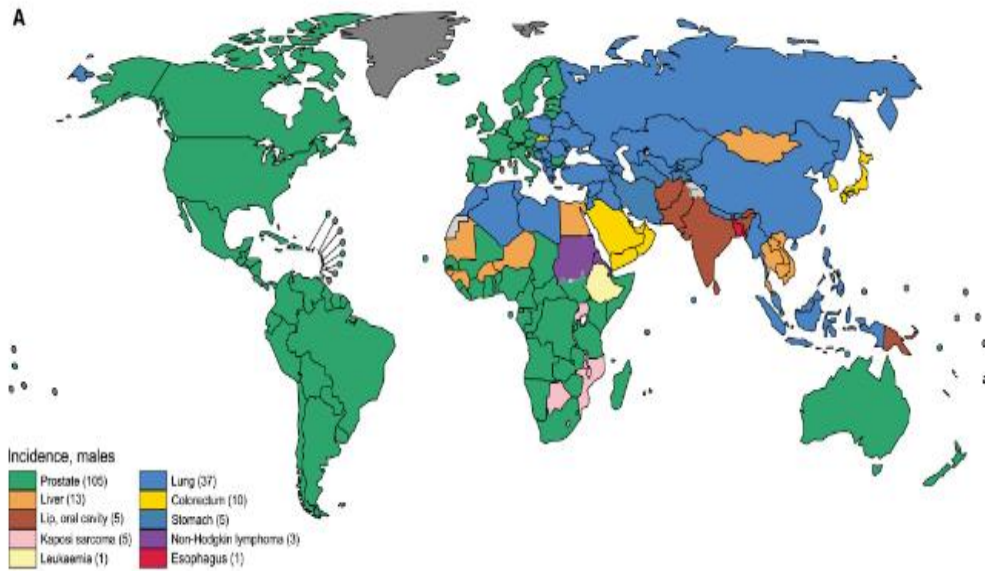 A
Incidence, males
Prostate (105)
Lung (37)
Liver (13)
Colorectum (10)
Lip, oral cavity (5)
Stomach (5)
Kaposi sarcoma (5)
Non-Hodgkin lymphoma (3)
Leukaemia (1)
Esophagus (1)